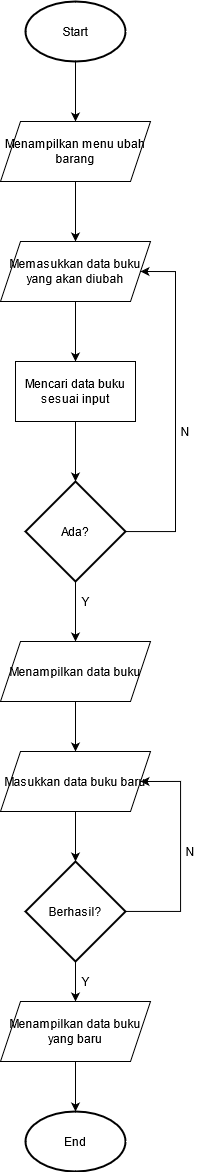 Start
Menampilkan menu ubah
barang
Memasukkan data buku
yang akan diubah
Mencari data buku
sesuai input
N
Ada?
Y
Menampilkan data buku
Masukkan data buku baru
N
Berhasil?
Y
Menampilkan data buku
yang baru
End